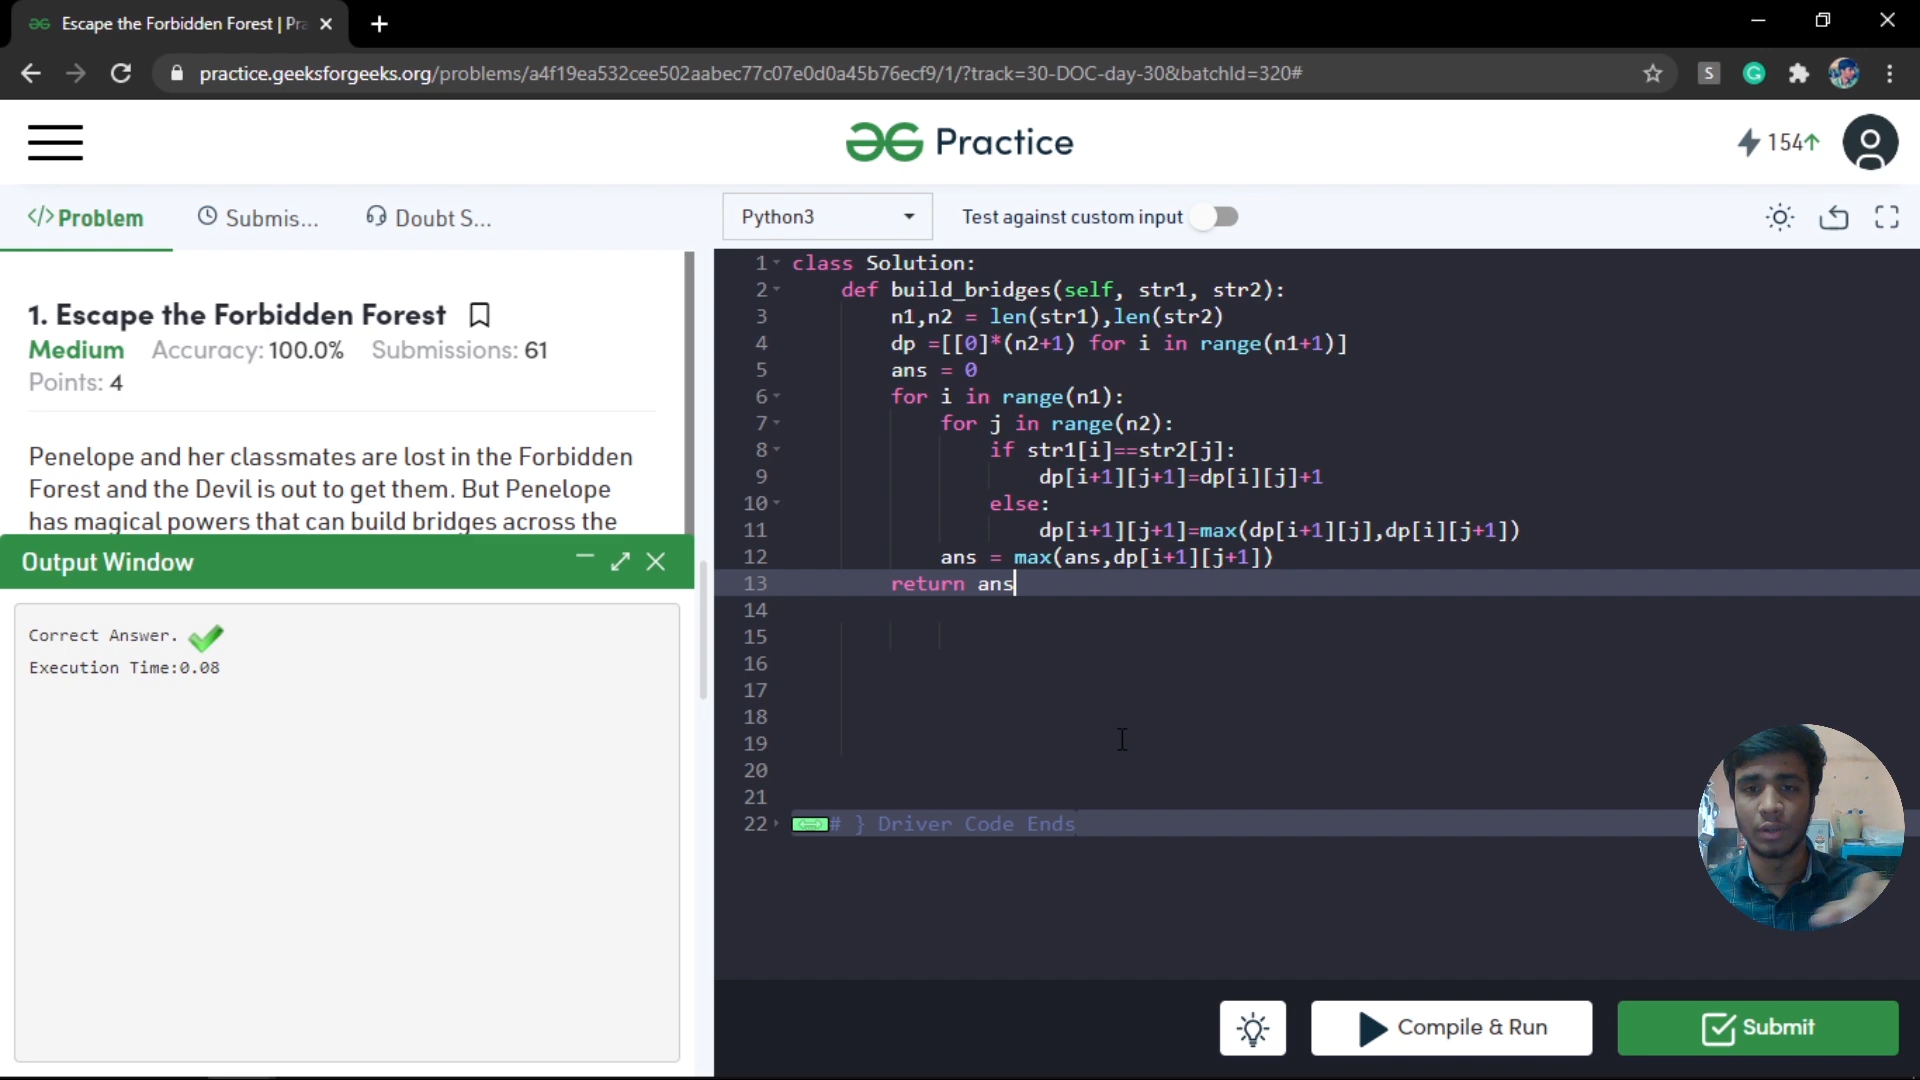 Escape the Forbidden Forest | Pra
practice.geeksforgeeks.org/problems/a4f19ea532cee502aabec77c07e0d0a45b76ecf9/1/?track=30-DOC-day-30&batchId=320#
S
G
Practice
154↑
</>Problem
Submis...
Doubt S...
Python3
Test against custom input
1. Escape the Forbidden Forest
Medium Accuracy: 100.0% Submissions: 61
Points: 4
Penelope and her classmates are lost in the Forbidden
Forest and the Devil is out to get them. But Penelope
has magical powers that can build bridges across the
Output Window
Correct Answer.
Execution Time:0.08
1 class Solution:
2     def build_bridges(self, str1, str2):
3         n1,n2 = len(str1),len(str2)
4         dp =[[0]*(n2+1) for i in range(n1+1)]
5         ans = 0
6         for i in range(n1):
7             for j in range(n2):
8                 if str1[i]==str2[j]:
9                     dp[i+1][j+1]=dp[i][j]+1
10                 else:
11                     dp[i+1][j+1]=max(dp[i+1][j],dp[i][j+1])
12             ans = max(ans,dp[i+1][j+1])
13         return ans
14
15
16
17
18
19
20
21
22 # } Driver Code Ends
Compile & Run
Submit